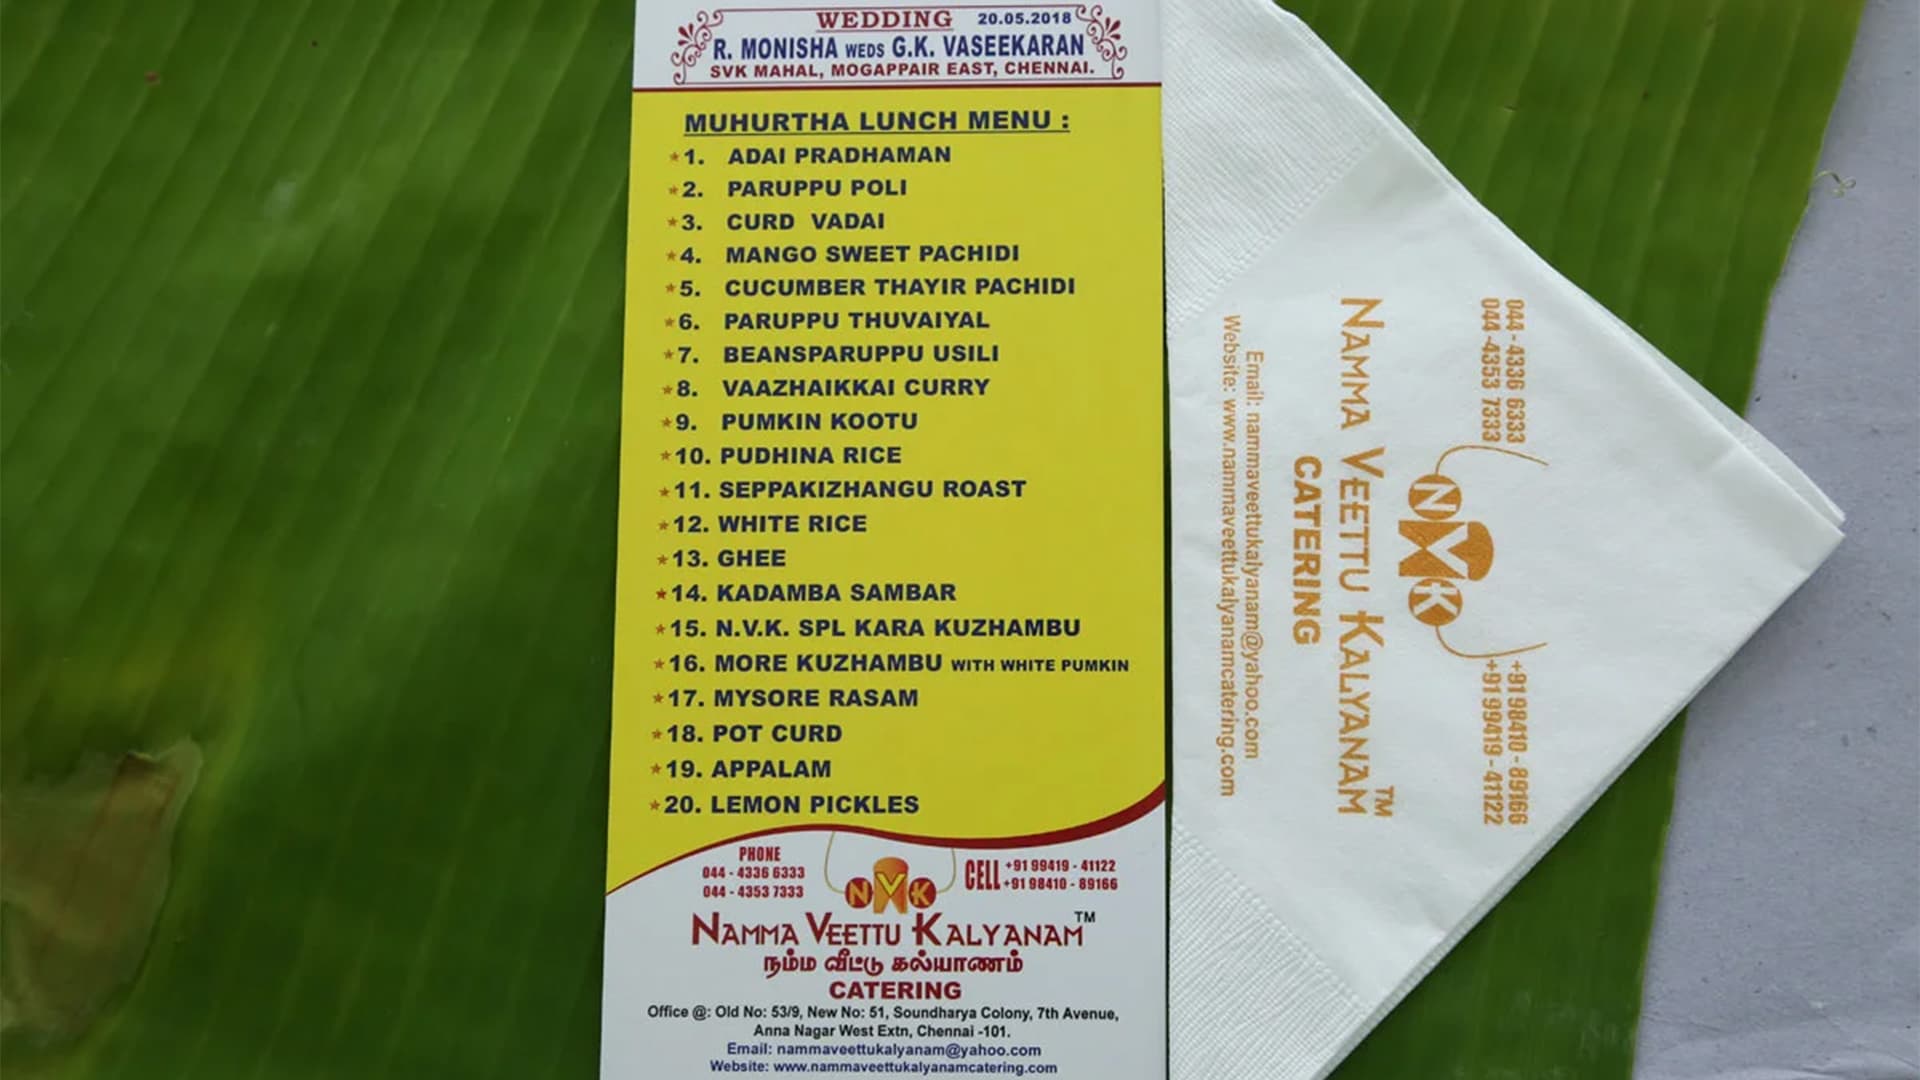 WEDDING 20.05.2018
R. MONISHA WEDS G.K. VASEEKARAN
SVK MAHAL, MOGAPPAIR EAST, CHENNAI.
MUHURTHA LUNCH MENU :
1. ADAI PRADHAMAN
2. PARUPPU POLI
3. CURD VADAI
4. MANGO SWEET PACHIDI
5. CUCUMBER THAYIR PACHIDI
6. PARUPPU THUVAIYAL
7. BEANSPARUPPU USILI
8. VAAZHAIKKAI CURRY
9. PUMKIN KOOTU
10. PUDHINA RICE
11. SEPPAKIZHANGU ROAST
12. WHITE RICE
13. GHEE
14. KADAMBA SAMBAR
15. N.V.K. SPL KARA KUZHAMBU
16. MORE KUZHAMBU WITH WHITE PUMKIN
17. MYSORE RASAM
18. POT CURD
19. APPALAM
20. LEMON PICKLES
PHONE
044 - 4336 6333
044 - 4353 7333
NVK
CELL +91 99419 - 41122
+91 98410 - 89166
NAMMA VEETTU KALYANAM™
நம்ம வீட்டு கல்யாணம்
CATERING
Office @: Old No: 53/9, New No: 51, Soundharya Colony, 7th Avenue,
Anna Nagar West Extn, Chennai -101.
Email: nammaveettukalyanam@yahoo.com
Website: www.nammaveettukalyanamcatering.com
044 - 4336 6333
044 -4353 7333
+91 98410 - 89166
+91 99419 - 41122
NVK
NAMMA VEETTU KALYANAM™
CATERING
Email: nammaveettukalyanam@yahoo.com
Website: www.nammaveettukalyanamcatering.com